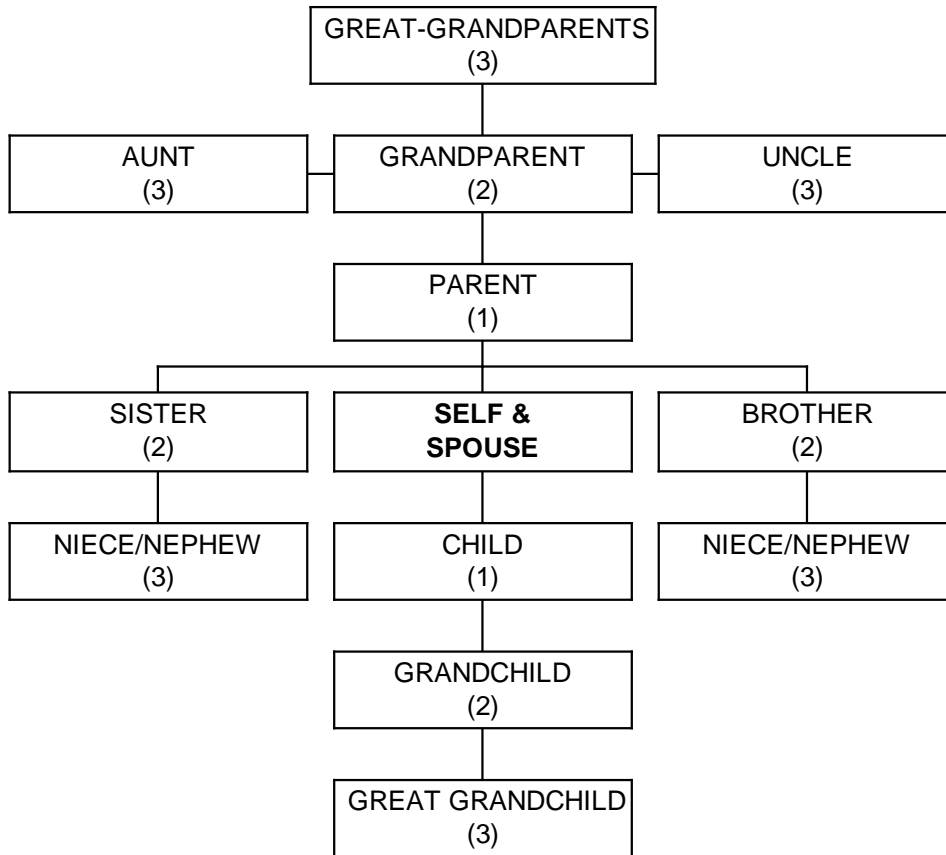 GREAT-GRANDPARENTS
(3)
AUNT
(3)
GRANDPARENT
(2)
UNCLE
(3)
PARENT
(1)
SISTER
(2)
SELF &
SPOUSE
BROTHER
(2)
NIECE/NEPHEW
(3)
CHILD
(1)
NIECE/NEPHEW
(3)
GRANDCHILD
(2)
GREAT GRANDCHILD
(3)